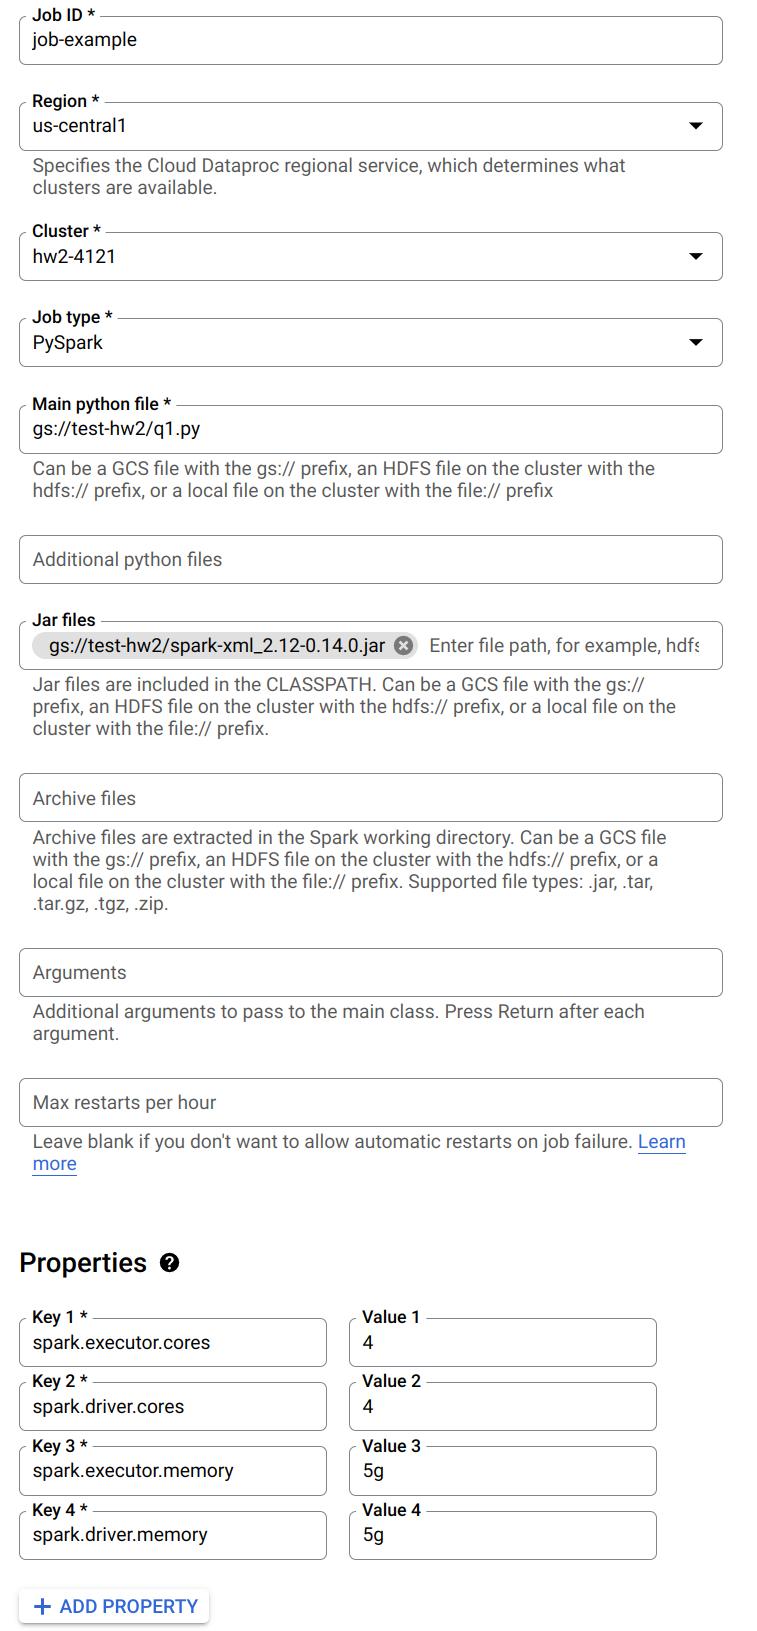 Job ID *
job-example
Region *
us-central1
Specifies the Cloud Dataproc regional service, which determines what
clusters are available.
Cluster *
hw2-4121
Job type *
PySpark
Main python file *
gs://test-hw2/q1.py
Can be a GCS file with the gs:// prefix, an HDFS file on the cluster with the
hdfs:// prefix, or a local file on the cluster with the file:// prefix
Additional python files
Jar files
gs://test-hw2/spark-xml_2.12-0.14.0.jar Enter file path, for example, hdfs
Jar files are included in the CLASSPATH. Can be a GCS file with the gs://
prefix, an HDFS file on the cluster with the hdfs:// prefix, or a local file on the
cluster with the file:// prefix.
Archive files
Archive files are extracted in the Spark working directory. Can be a GCS file
with the gs:// prefix, an HDFS file on the cluster with the hdfs:// prefix, or a
local file on the cluster with the file:// prefix. Supported file types: .jar, .tar,
.tar.gz, .tgz, .zip.
Arguments
Additional arguments to pass to the main class. Press Return after each
argument.
Max restarts per hour
Leave blank if you don't want to allow automatic restarts on job failure. Learn
more
Properties ?
Key 1 * Value 1
spark.executor.cores 4
Key 2 * Value 2
spark.driver.cores 4
Key 3 * Value 3
spark.executor.memory 5g
Key 4 * Value 4
spark.driver.memory 5g
+ ADD PROPERTY